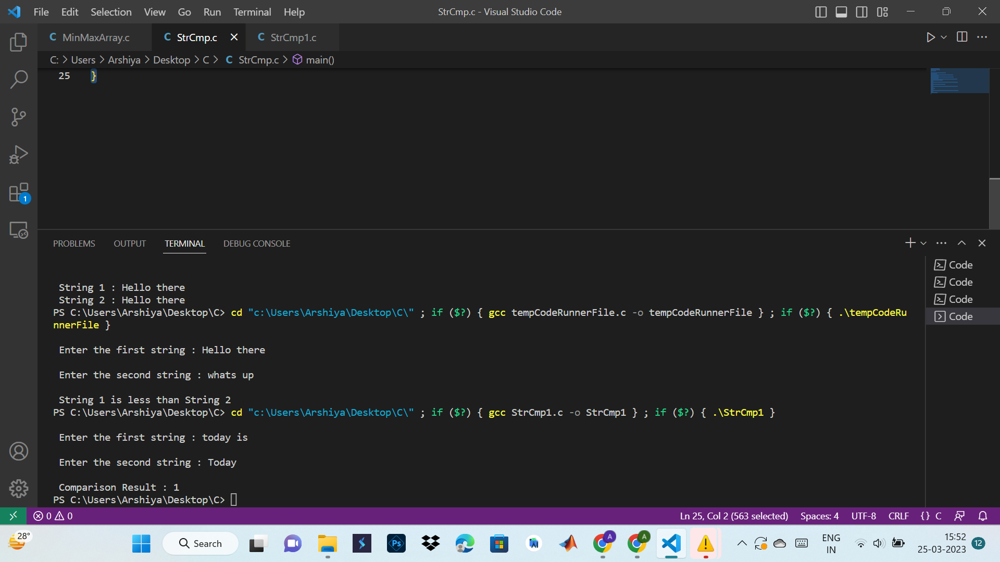 File Edit Selection View Go Run Terminal Help StrCmp.c - Visual Studio Code
C MinMaxArray.c C StrCmp.c C StrCmp1.c
C: > Users > Arshiya > Desktop > C > C StrCmp.c > main()
25 }
1
PROBLEMS OUTPUT TERMINAL DEBUG CONSOLE
Code
Code
Code
Code
String 1 : Hello there
String 2 : Hello there
PS C:\Users\Arshiya\Desktop\C> cd "c:\Users\Arshiya\Desktop\C\" ; if ($?) { gcc tempCodeRunnerFile.c -o tempCodeRunnerFile } ; if ($?) { .\tempCodeRu
nnerFile }
Enter the first string : Hello there
Enter the second string : whats up
String 1 is less than String 2
PS C:\Users\Arshiya\Desktop\C> cd "c:\Users\Arshiya\Desktop\C\" ; if ($?) { gcc StrCmp1.c -o StrCmp1 } ; if ($?) { .\StrCmp1 }
Enter the first string : today is
Enter the second string : Today
Comparison Result : 1
PS C:\Users\Arshiya\Desktop\C>
0 0 Ln 25, Col 2 (563 selected) Spaces: 4 UTF-8 CRLF {} C
28° Search Ps A A ENG 15:52 12
IN 25-03-2023